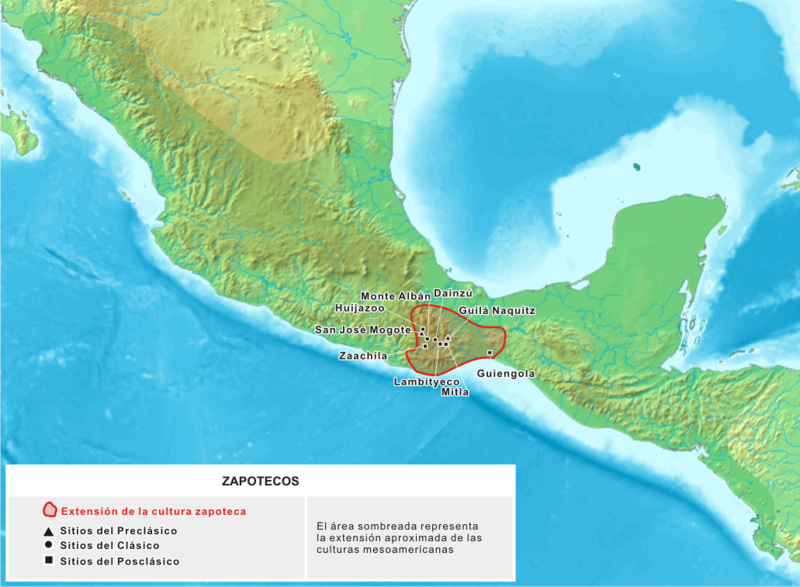 Monte Albán
Dainzú
Huijazoo
Guilá Naquitz
San José Mogote
Zaachila
Guiengola
Lambityeco
Mitla
ZAPOTECOS
Extensión de la cultura zapoteca
Sitios del Preclásico
Sitios del Clásico
Sitios del Posclásico
El área sombreada representa
la extensión aproximada de las
culturas mesoamericanas